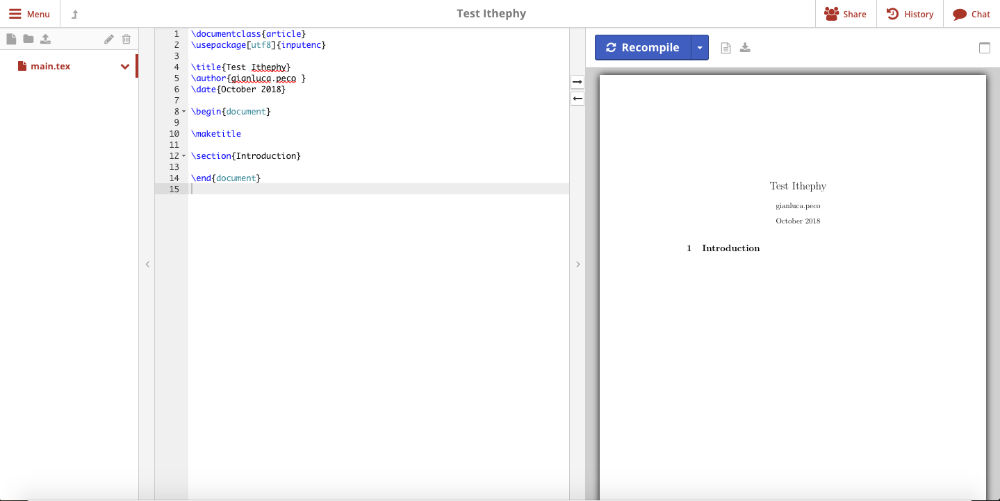 Menu
Test Ithephy
Share
History
Chat
main.tex
1 \documentclass{article}
2 \usepackage[utf8]{inputenc}
3
4 \title{Test Ithephy}
5 \author{gianluca.peco }
6 \date{October 2018}
7
8 \begin{document}
9
10 \maketitle
11
12 \section{Introduction}
13
14 \end{document}
15
Recompile
Test Ithephy
gianluca.peco
October 2018
1 Introduction